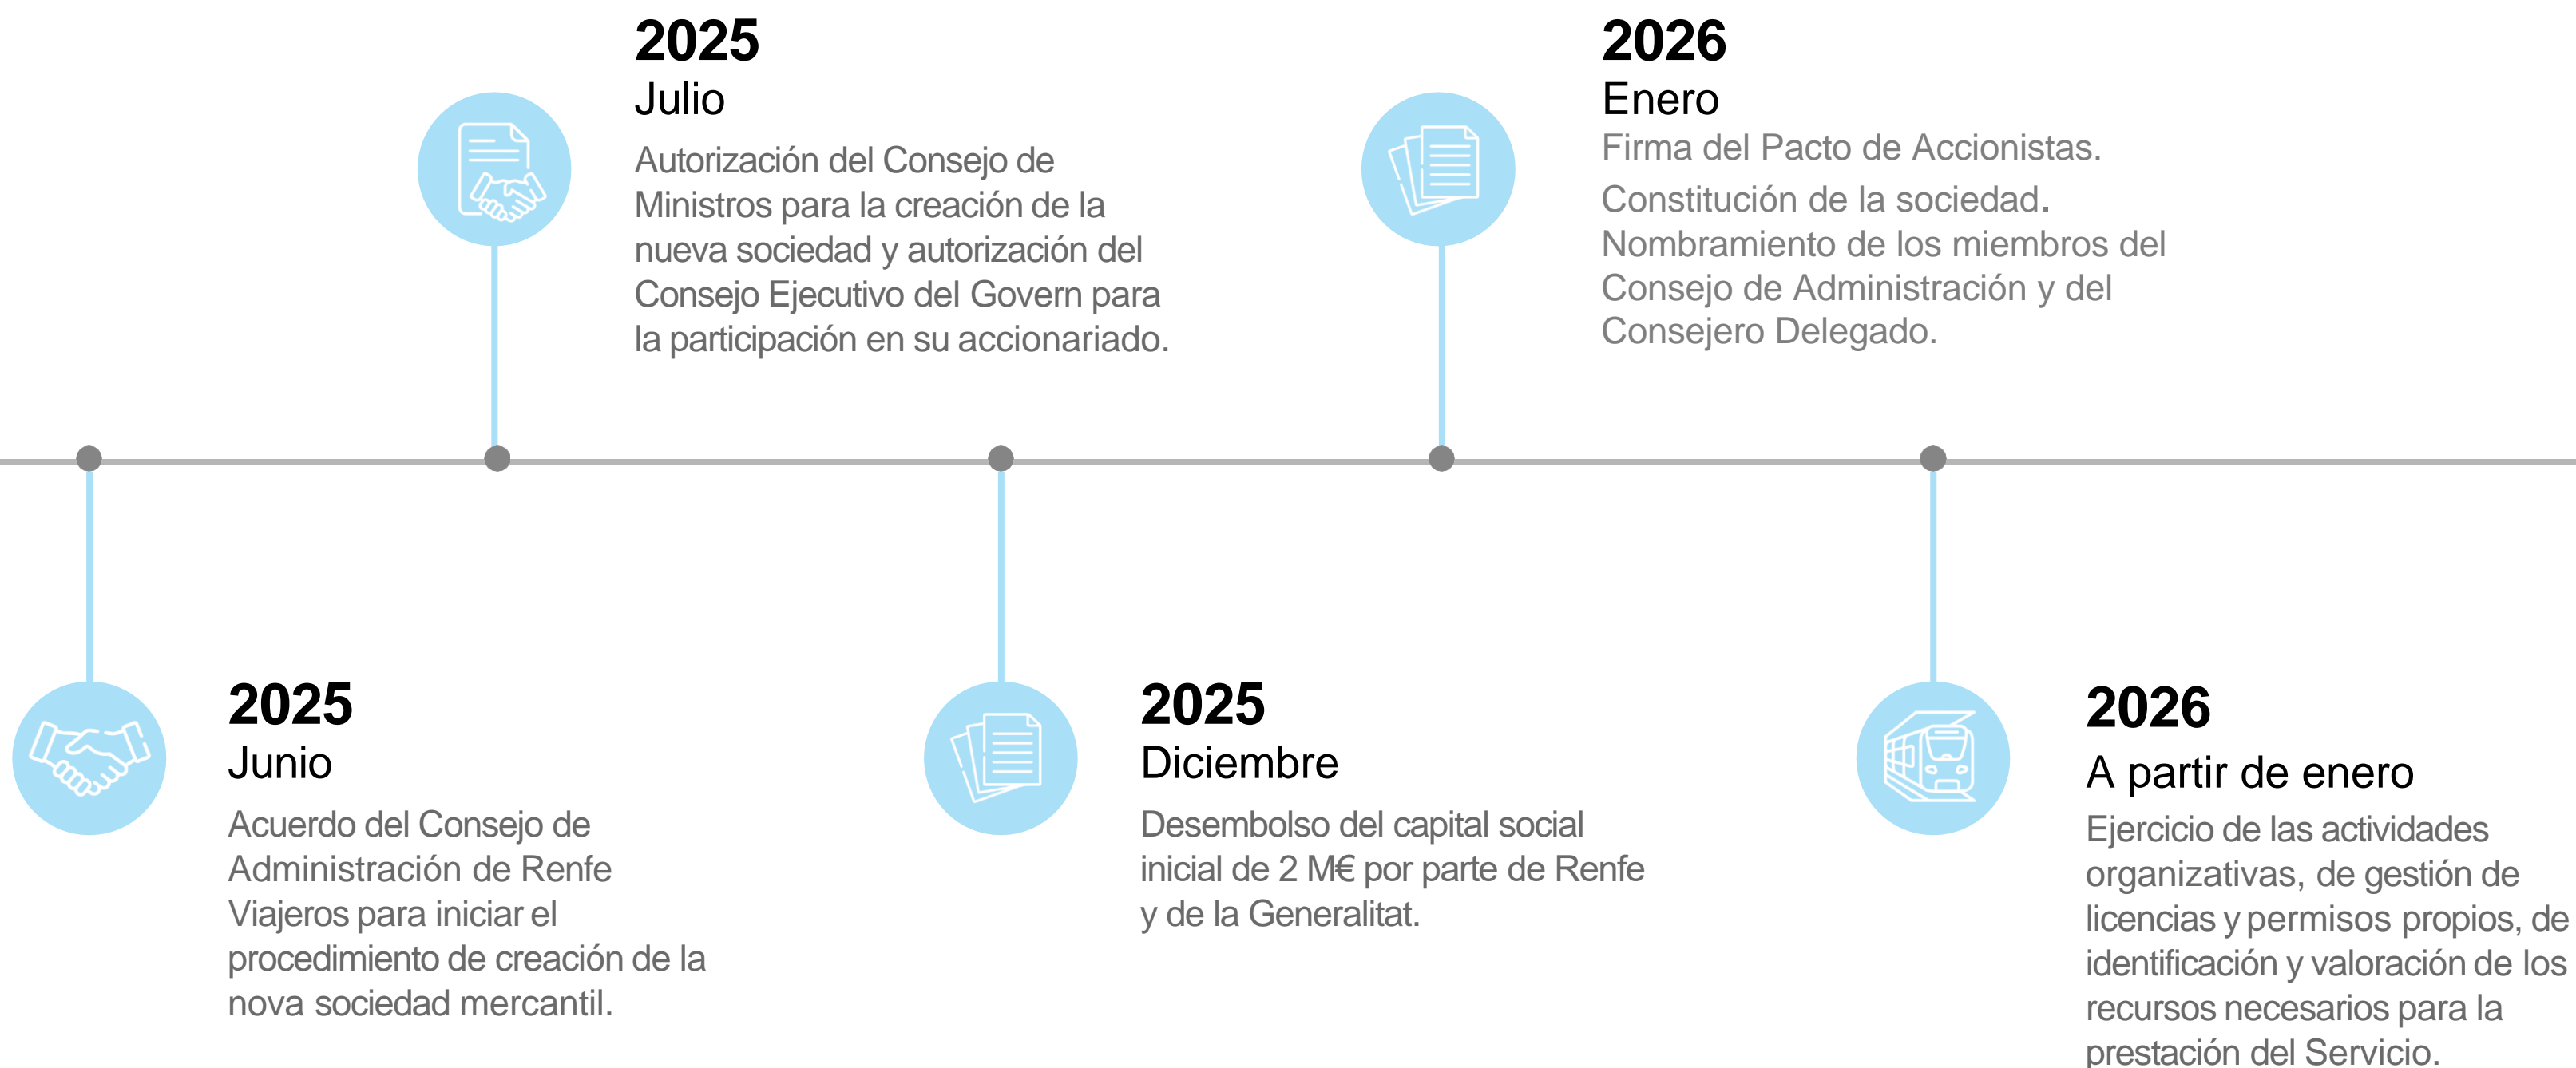 2025
Julio
Autorización del Consejo de
Ministros para la creación de la
nueva sociedad y autorización del
Consejo Ejecutivo del Govern para
la participación en su accionariado.
2026
Enero
Firma del Pacto de Accionistas.
Constitución de la sociedad.
Nombramiento de los miembros del
Consejo de Administración y del
Consejero Delegado.
2025
Junio
Acuerdo del Consejo de
Administración de Renfe
Viajeros para iniciar el
procedimiento de creación de la
nova sociedad mercantil.
2025
Diciembre
Desembolso del capital social
inicial de 2 M€ por parte de Renfe
y de la Generalitat.
2026
A partir de enero
Ejercicio de las actividades
organizativas, de gestión de
licencias y permisos propios, de
identificación y valoración de los
recursos necesarios para la
prestación del Servicio.